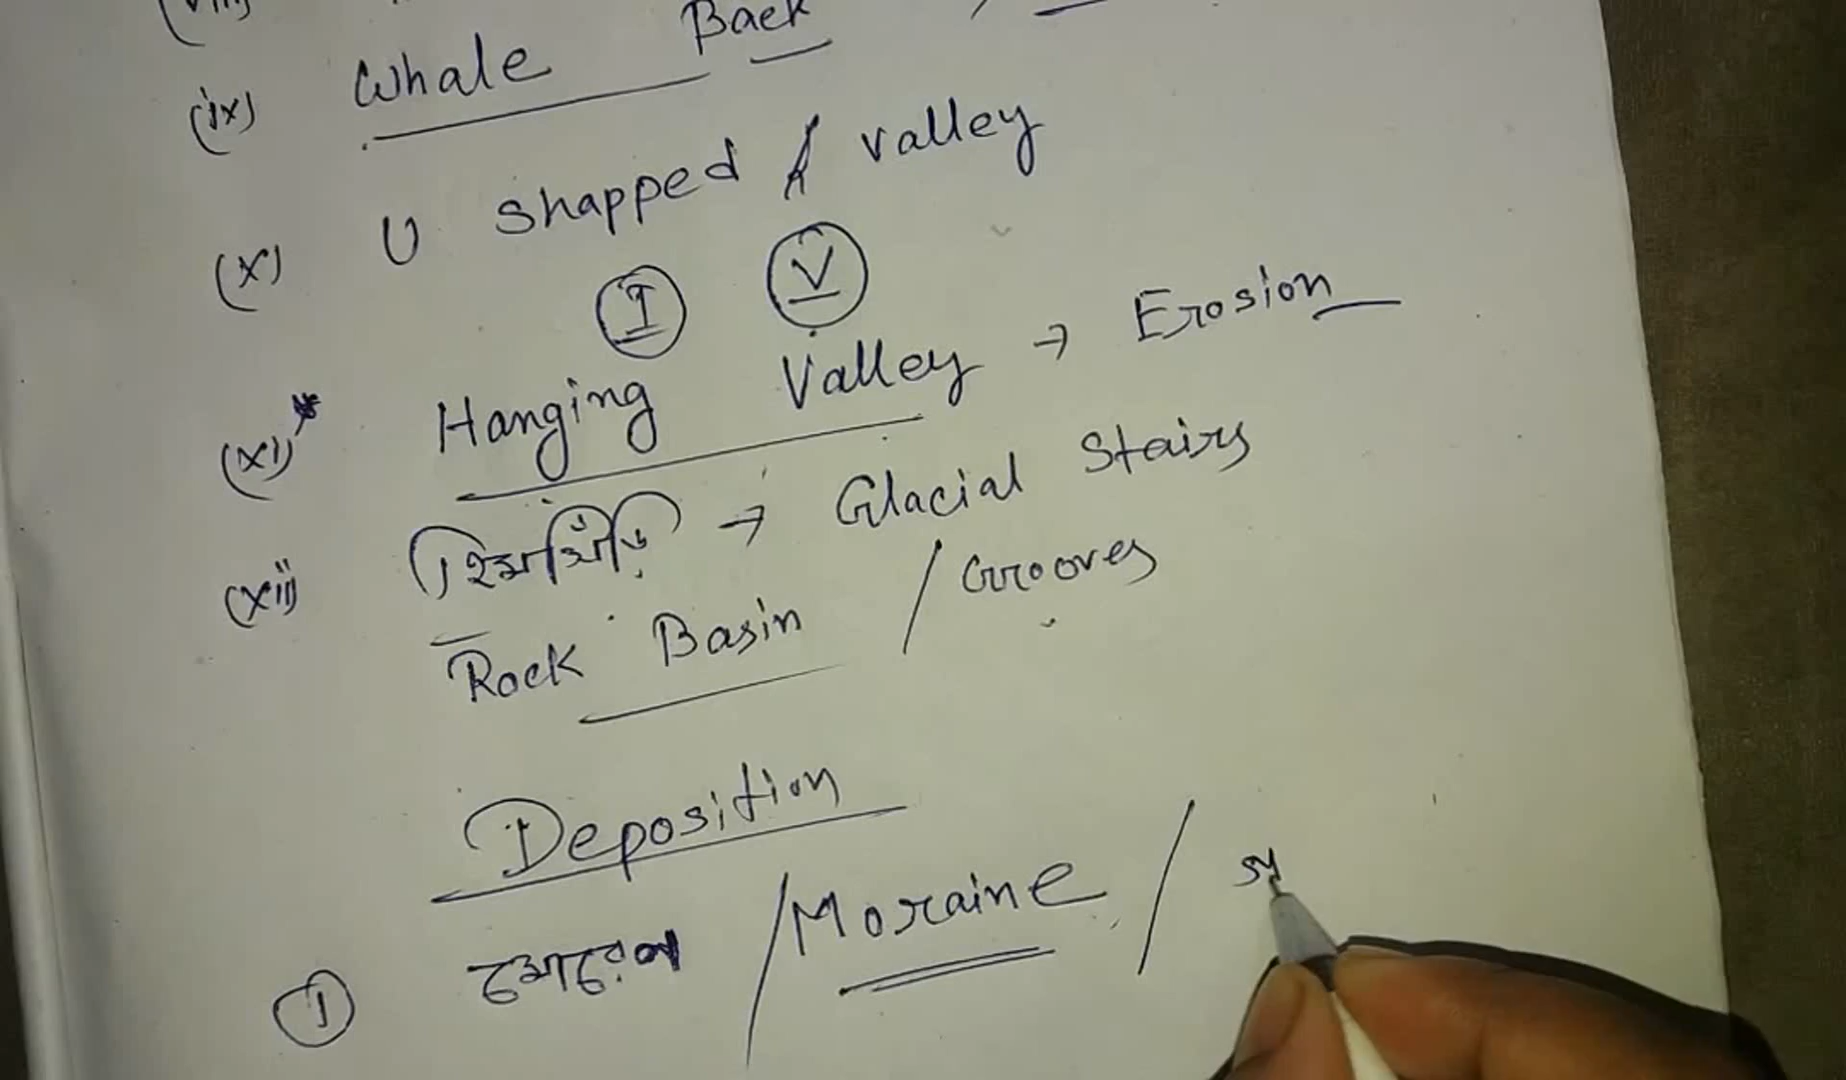 (ix) Whale Back
(x) U Shapped valley
I V
(xi)* Hanging Valley → Erosion
(xii) হিমসিঁড়ি → Glacial Stairs
Rock Basin / Grooves
Deposition
① মোরেন / Moraine /